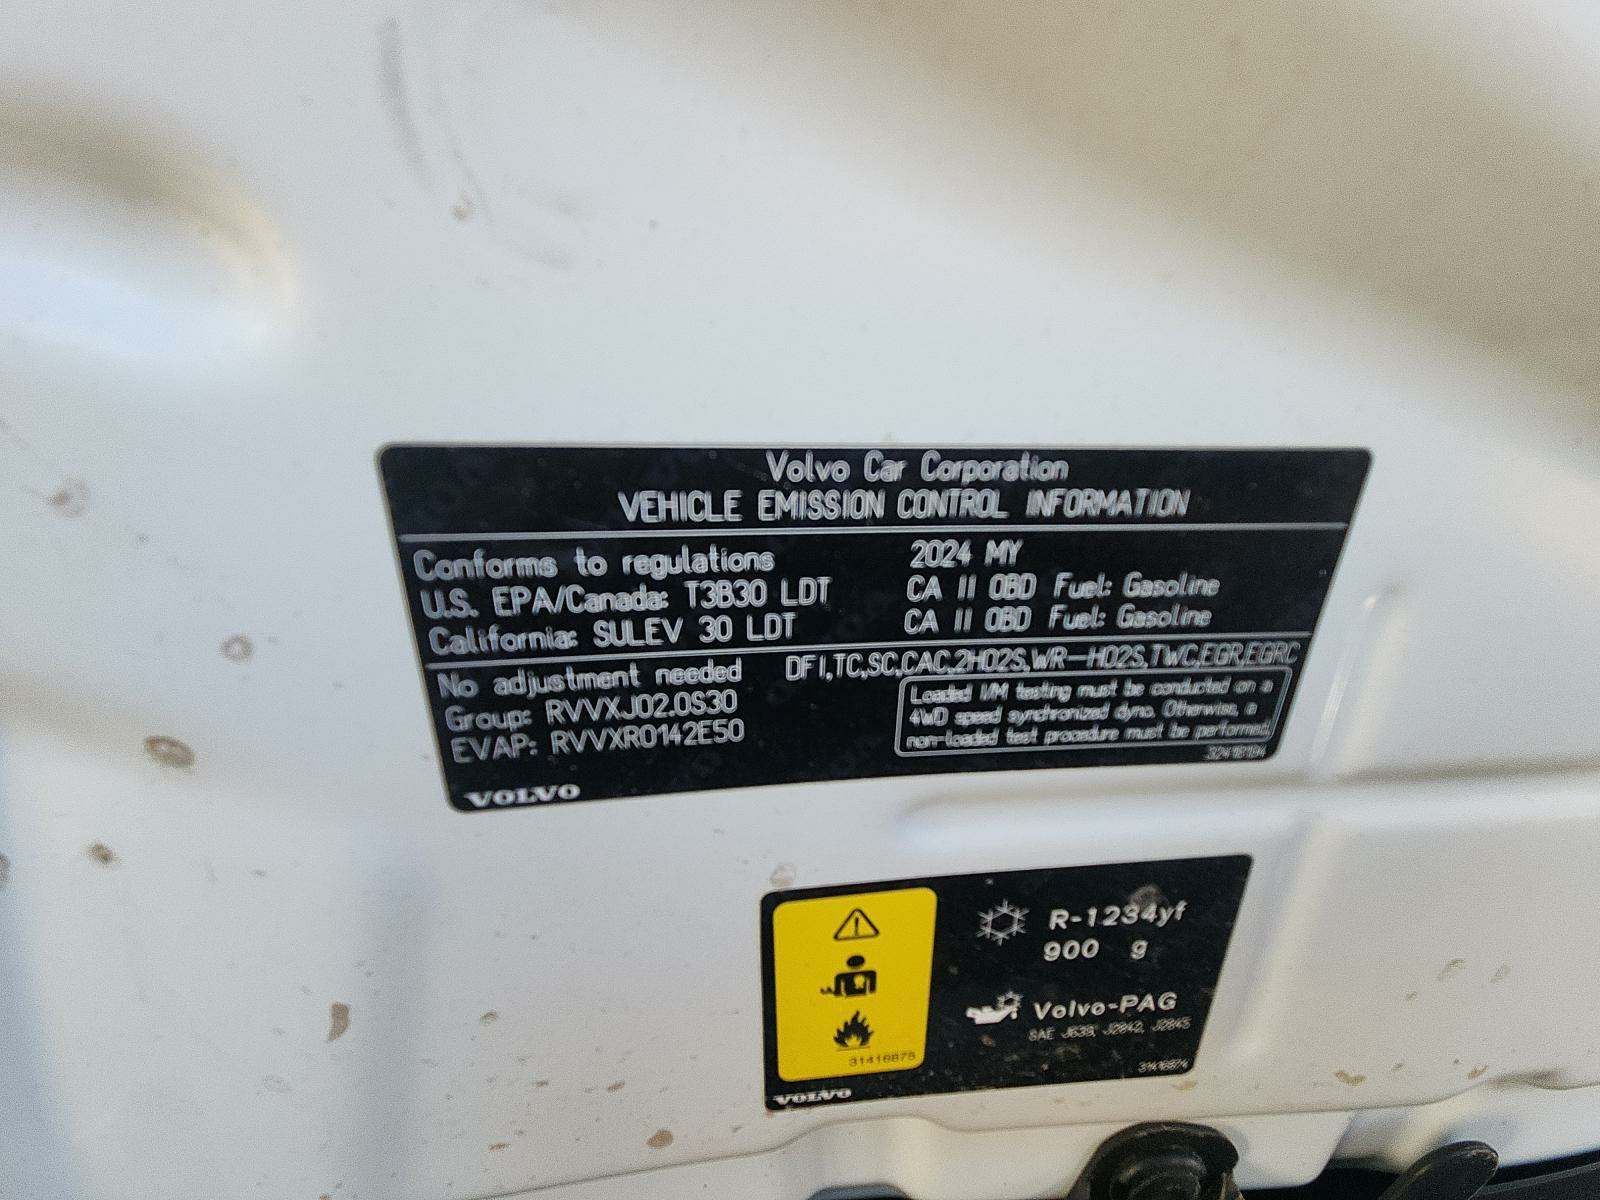 Volvo Car Corporation
VEHICLE EMISSION CONTROL INFORMATION
Conforms to regulations 2024 MY
U.S. EPA/Canada: T3B30 LDT CA II OBD Fuel: Gasoline
California: SULEV 30 LDT CA II OBD Fuel: Gasoline
No adjustment needed DFI,TC,SC,CAC,2HO2S,WR-HO2S,TWC,EGR,EGRC
Group: RVVXJ02.0S30
EVAP: RVVXR0142E50
Loaded I/M testing must be conducted on a
4WD speed synchronized dyno. Otherwise, a
non-loaded test procedure must be performed.
VOLVO
R-1234yf
900 g
Volvo-PAG
SAE J639, J2842, J2845
31416875
31416874
VOLVO